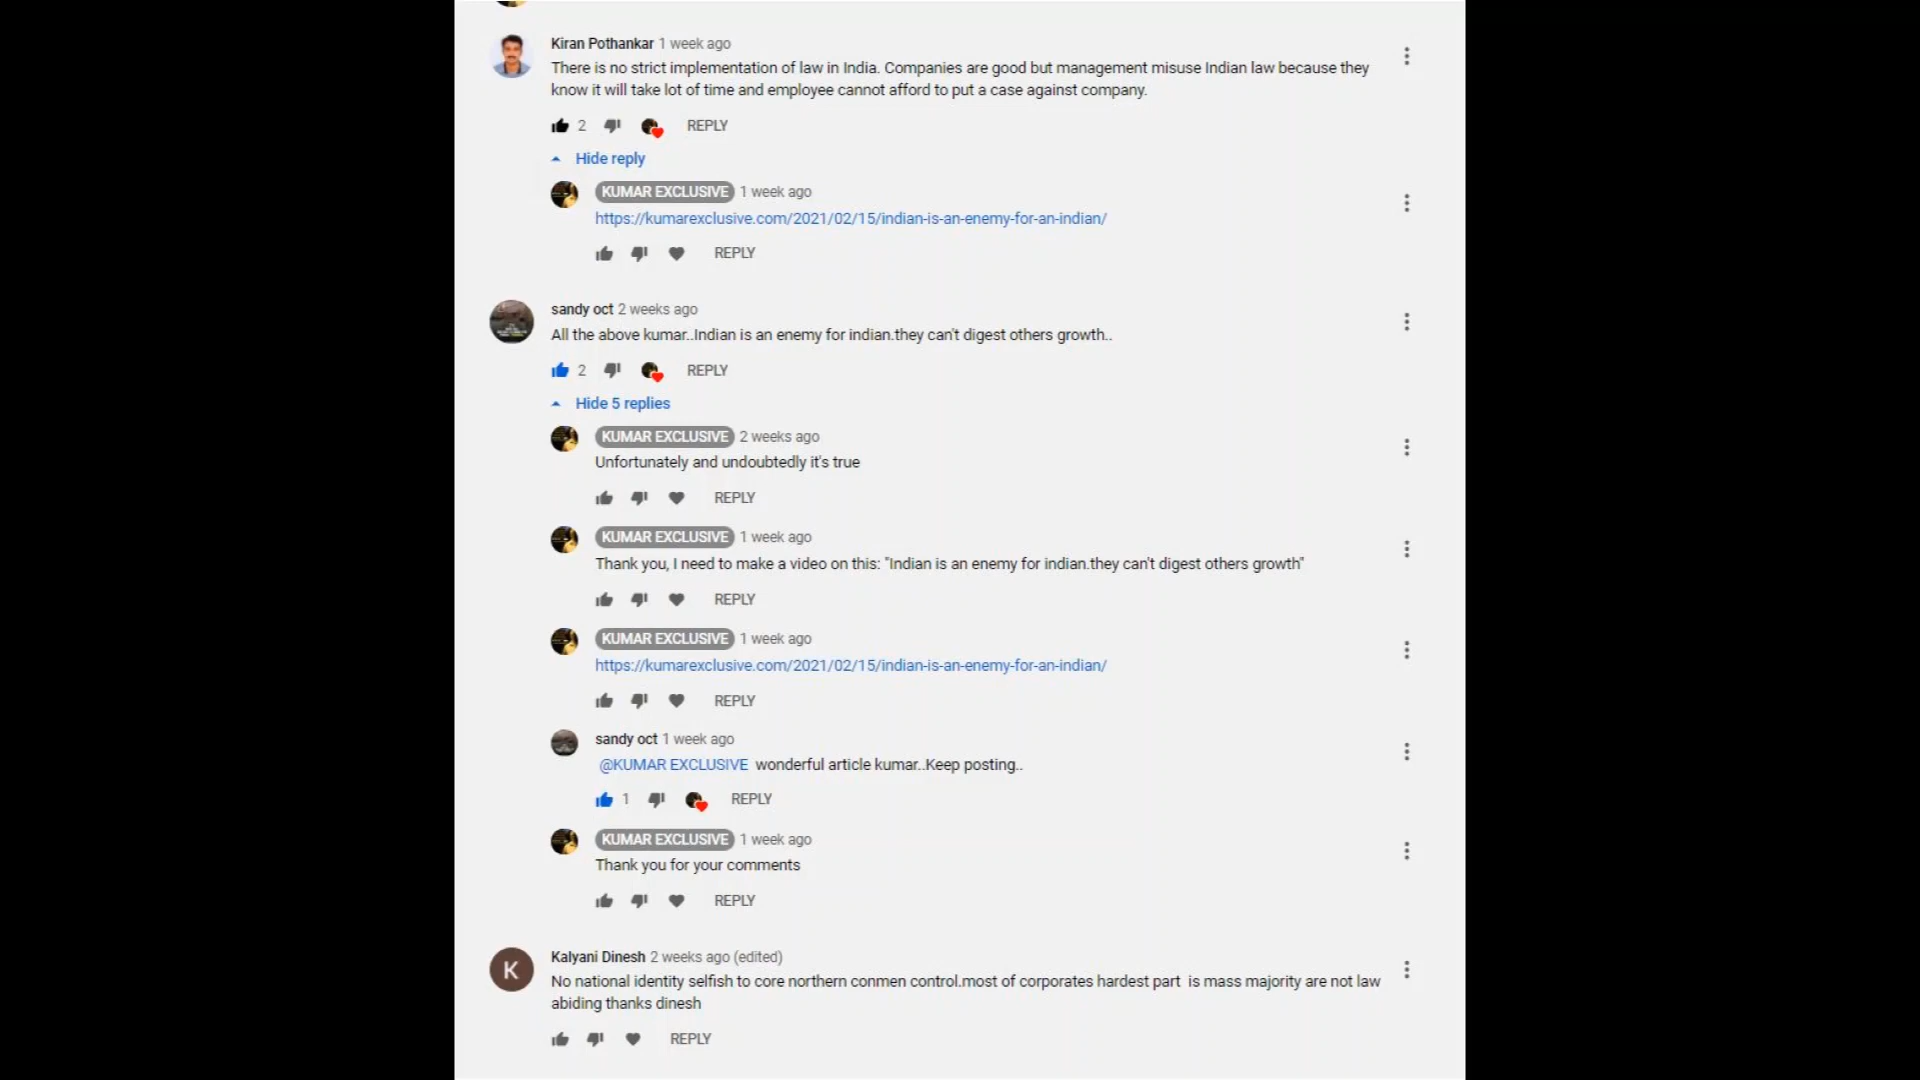 Kiran Pothankar 1 week ago
There is no strict implementation of law in India. Companies are good but management misuse Indian law because they
know it will take lot of time and employee cannot afford to put a case against company.
2 REPLY
Hide reply
KUMAR EXCLUSIVE 1 week ago
https://kumarexclusive.com/2021/02/15/indian-is-an-enemy-for-an-indian/
REPLY
sandy oct 2 weeks ago
All the above kumar..Indian is an enemy for indian.they can't digest others growth..
2 REPLY
Hide 5 replies
KUMAR EXCLUSIVE 2 weeks ago
Unfortunately and undoubtedly it's true
REPLY
KUMAR EXCLUSIVE 1 week ago
Thank you, I need to make a video on this: "Indian is an enemy for indian.they can't digest others growth"
REPLY
KUMAR EXCLUSIVE 1 week ago
https://kumarexclusive.com/2021/02/15/indian-is-an-enemy-for-an-indian/
REPLY
sandy oct 1 week ago
@KUMAR EXCLUSIVE wonderful article kumar..Keep posting..
1 REPLY
KUMAR EXCLUSIVE 1 week ago
Thank you for your comments
REPLY
K
Kalyani Dinesh 2 weeks ago (edited)
No national identity selfish to core northern conmen control.most of corporates hardest part is mass majority are not law
abiding thanks dinesh
REPLY